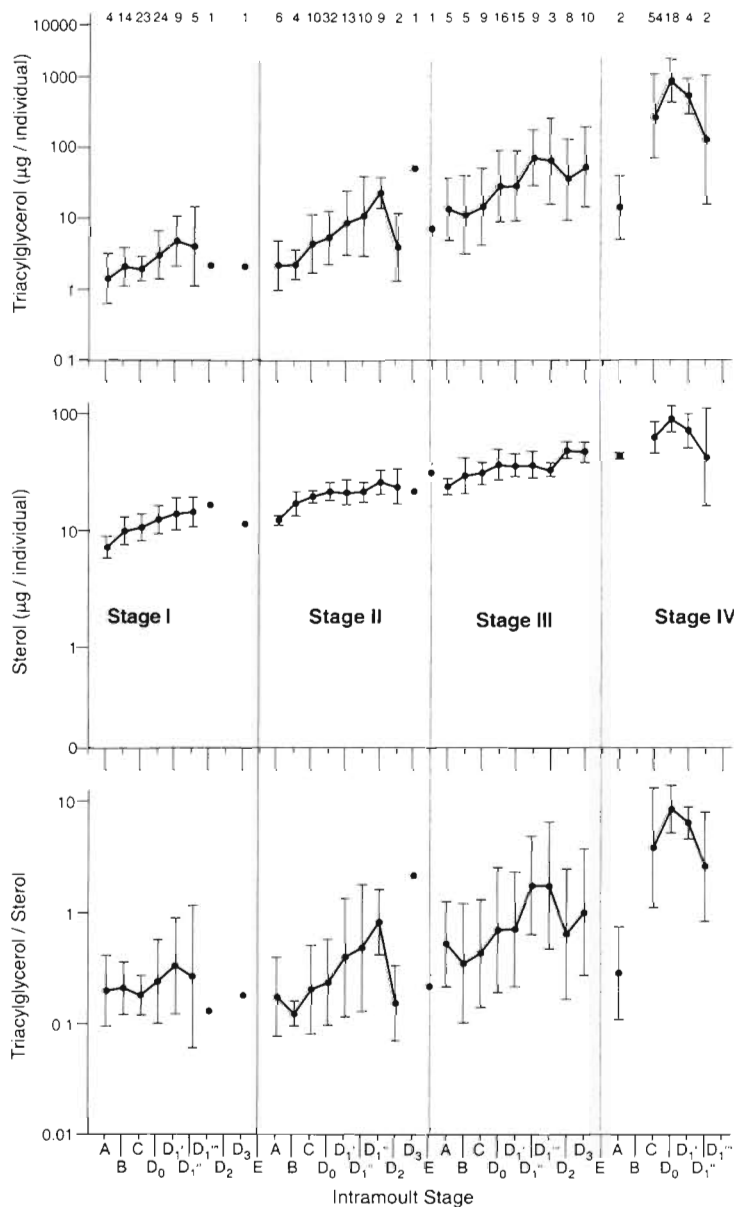 4 14 23 24 9 5 1 1 6 4 10 32 13 10 9 2 1 1 5 5 9 16 15 9 3 8 10 2 54 18 4 2
10000
1000
100
10
1
0 1
Triacylglycerol (µg / individual)
100
10
1
0
Sterol (µg / individual)
Stage I
Stage II
Stage III
Stage IV
10
1
0.1
0.01
Triacylglycerol / Sterol
A C D1' D1''' D3 A C D1' D1''' D3 A C D1' D1''' D3 A C D1' D1'''
B D0 D1'' D2 E B D0 D1'' D2 E B D0 D1'' D2 E B D0 D1''
Intramoult Stage